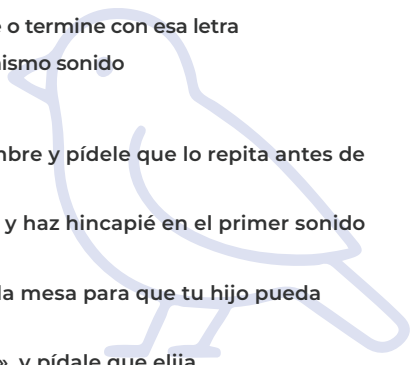 o termine con esa letra
mismo sonido
nombre y pídele que lo repita antes de
y haz hincapié en el primer sonido
la mesa para que tu hijo pueda
», y pídale que elija